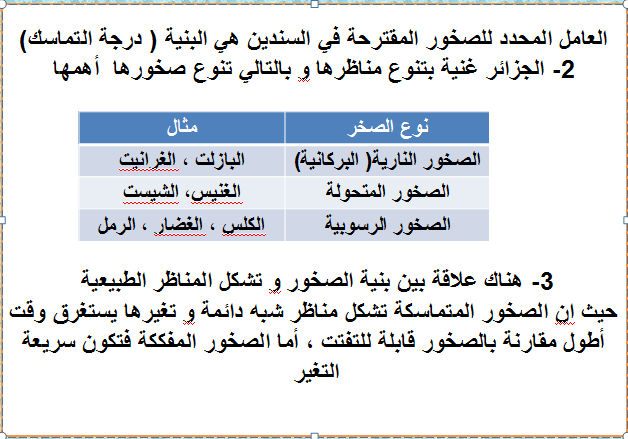 العامل المحدد للصخور المقترحة في السندين هي البنية ( درجة التماسك)
2- الجزائر غنية بتنوع مناظرها و بالتالي تنوع صخورها أهمها
نوع الصخر مثال
الصخور النارية( البركانية) البازلت ، الغرانيت
الصخور المتحولة الغنيس، الشيست
الصخور الرسوبية الكلس ، الغضار ، الرمل
3- هناك علاقة بين بنية الصخور و تشكل المناظر الطبيعية
حيث ان الصخور المتماسكة تشكل مناظر شبه دائمة و تغيرها يستغرق وقت
أطول مقارنة بالصخور قابلة للتفتت ، أما الصخور المفككة فتكون سريعة
التغير